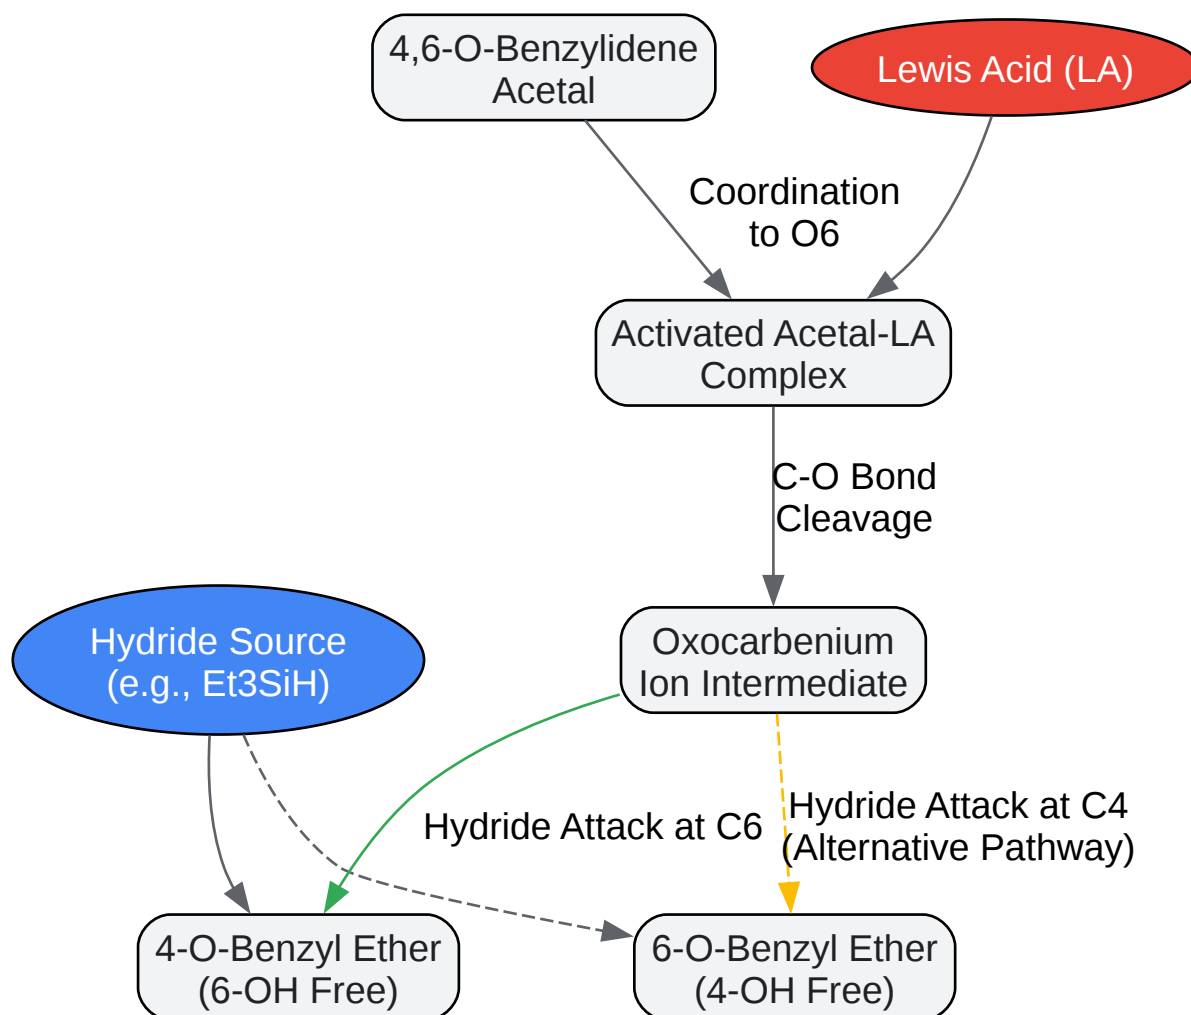 4,6-O-Benzylidene
Acetal
Lewis Acid (LA)
Coordination
to O6
Activated Acetal-LA
Complex
C-O Bond
Cleavage
Hydride Source
(e.g., Et3SiH)
Oxocarbenium
Ion Intermediate
Hydride Attack at C6
Hydride Attack at C4
(Alternative Pathway)
4-O-Benzyl Ether
(6-OH Free)
6-O-Benzyl Ether
(4-OH Free)